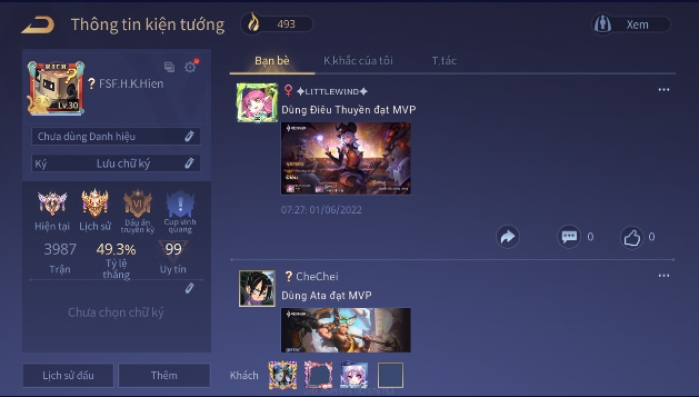 Thông tin kiện tướng
493
Xem
RICH
Lv.30
? FSF.H.K.Hien
Chưa dùng Danh hiệu
Ký Lưu chữ ký
Hiện tại
Lịch sử
VI
Dấu ấn truyền kỳ
Cup vinh quang
3987
Trận
49.3%
Tỷ lệ thắng
99
Uy tín
Chưa chọn chữ ký
Lịch sử đấu
Thêm
Bạn bè
K.khắc của tôi
T.tác
✦LITTLEWIND✦
Dùng Điêu Thuyền đạt MVP
07:27: 01/06/2022
0
0
? CheChei
Dùng Ata đạt MVP
Khách